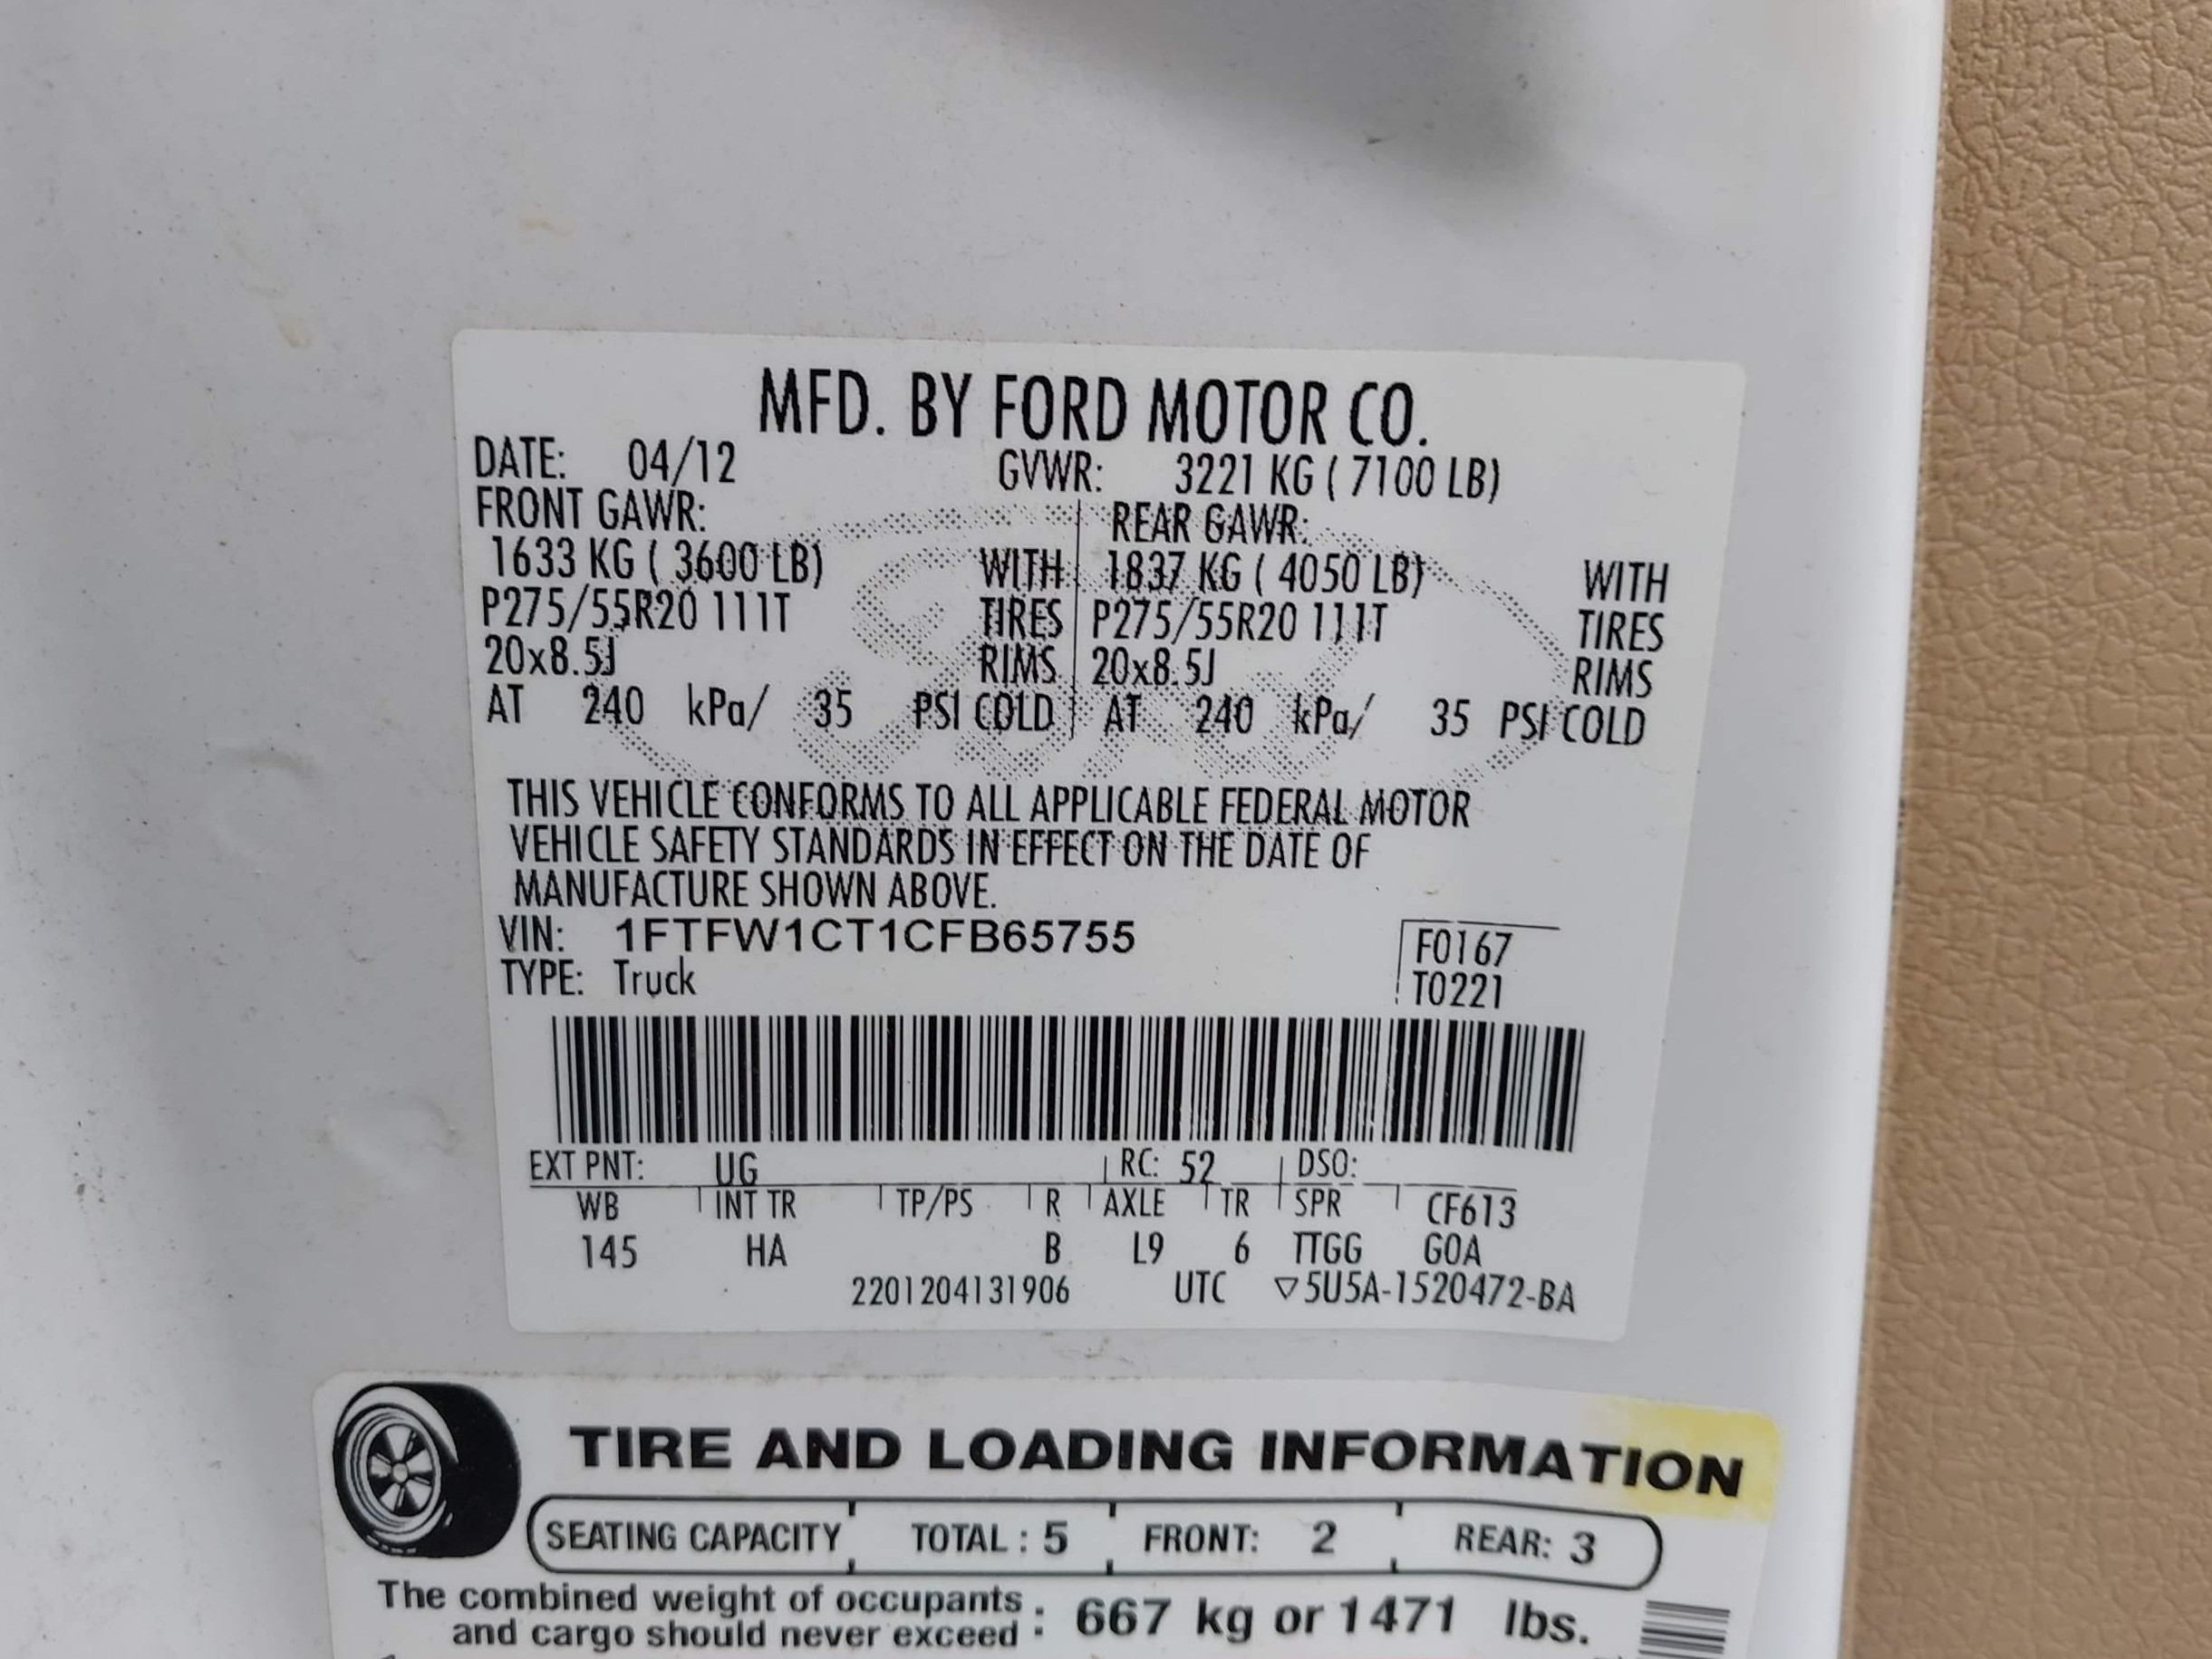 MFD. BY FORD MOTOR CO.
DATE: 04/12 GVWR: 3221 KG ( 7100 LB)
FRONT GAWR: REAR GAWR:
1633 KG ( 3600 LB) WITH 1837 KG ( 4050 LB) WITH
P275/55R20 111T TIRES P275/55R20 111T TIRES
20x8.5J RIMS 20x8.5J RIMS
AT 240 kPa/ 35 PSI COLD AT 240 kPa/ 35 PSI COLD
THIS VEHICLE CONFORMS TO ALL APPLICABLE FEDERAL MOTOR
VEHICLE SAFETY STANDARDS IN EFFECT ON THE DATE OF
MANUFACTURE SHOWN ABOVE.
VIN: 1FTFW1CT1CFB65755 F0167
TYPE: Truck T0221
EXT PNT: UG RC: 52 DSO:
WB INT TR TP/PS R AXLE TR SPR CF613
145 HA B L9 6 TTGG GOA
2201204131906 UTC ▽5U5A-1520472-BA
TIRE AND LOADING INFORMATION
SEATING CAPACITY TOTAL : 5 FRONT: 2 REAR: 3
The combined weight of occupants
and cargo should never exceed : 667 kg or 1471 lbs.